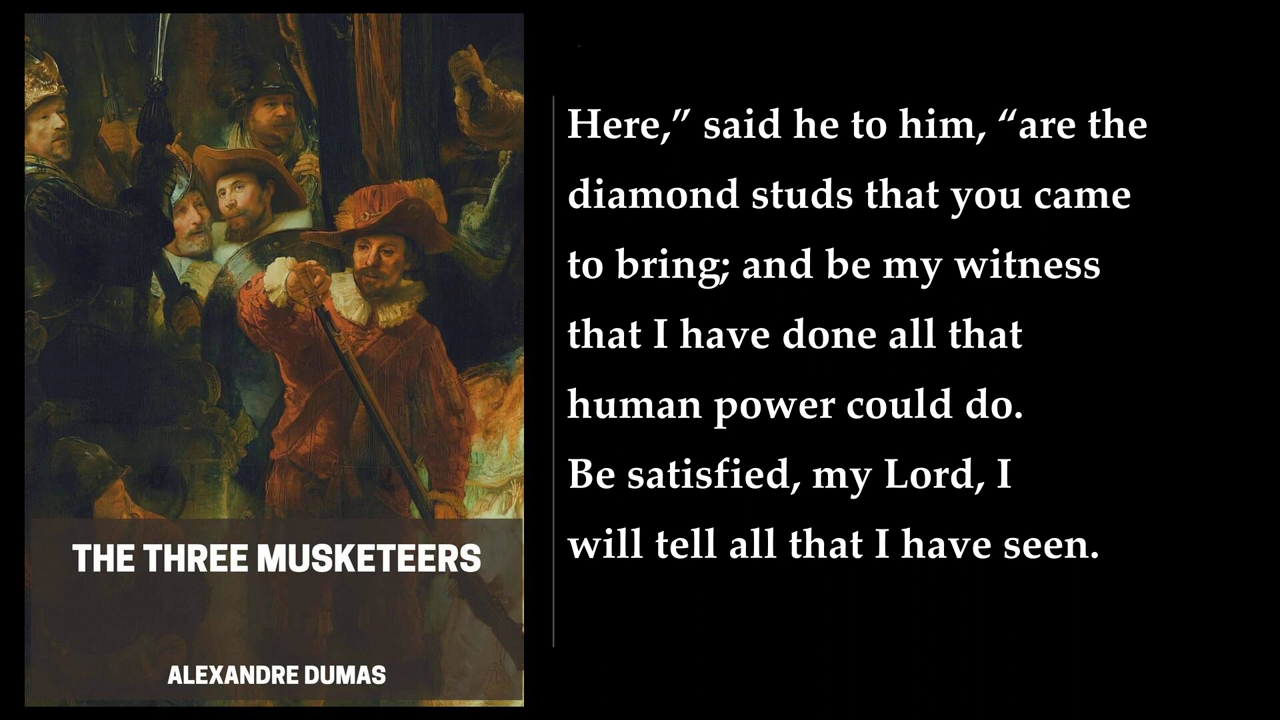 THE THREE MUSKETEERS
ALEXANDRE DUMAS
Here,” said he to him, “are the
diamond studs that you came
to bring; and be my witness
that I have done all that
human power could do.
Be satisfied, my Lord, I
will tell all that I have seen.